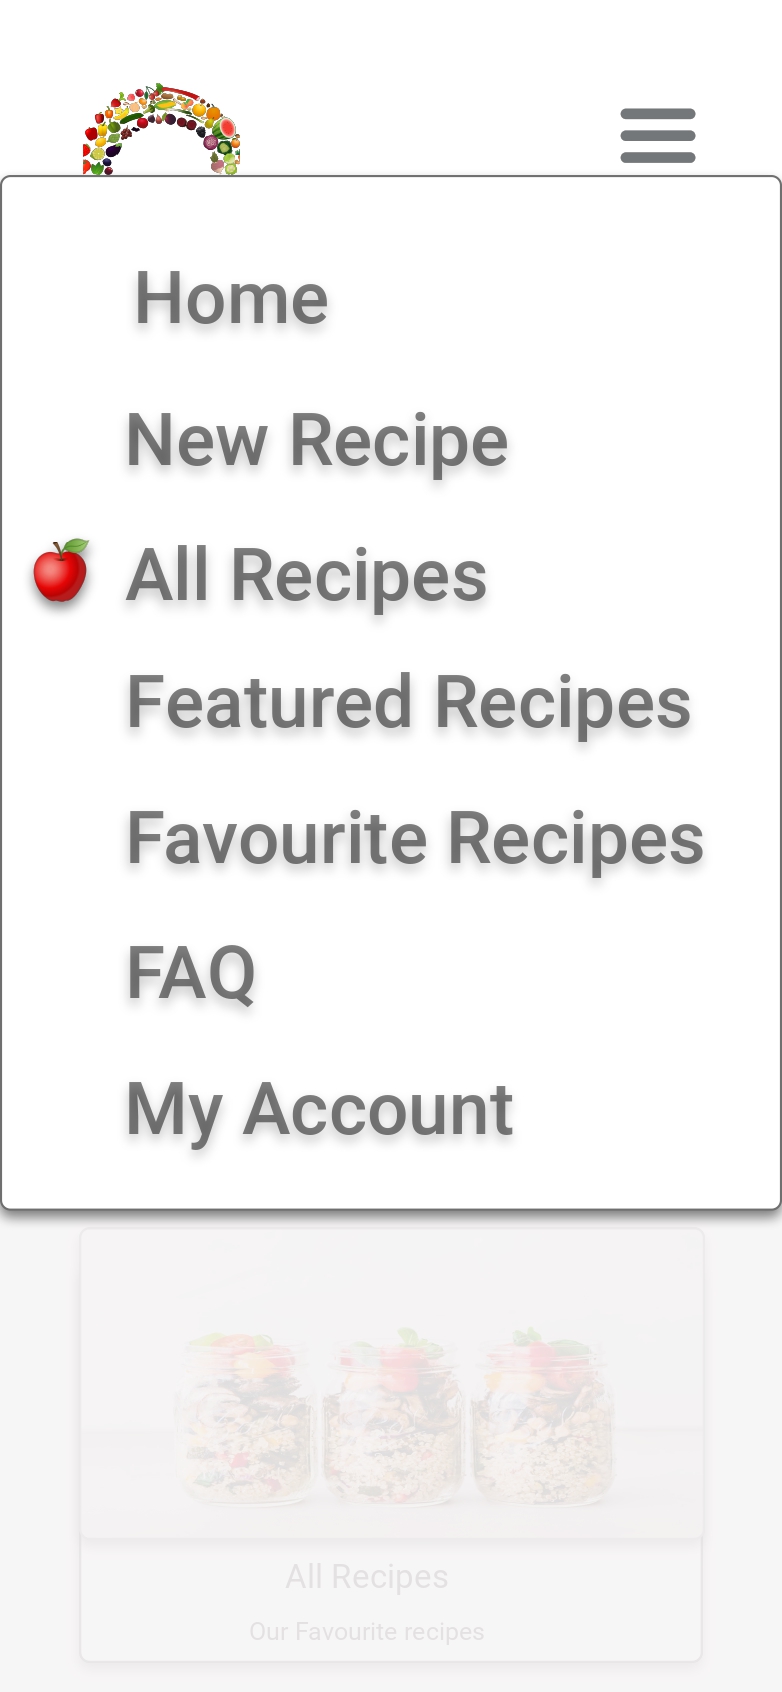 Home
New Recipe
All Recipes
Featured Recipes
Favourite Recipes
FAQ
My Account
All Recipes
Our Favourite recipes